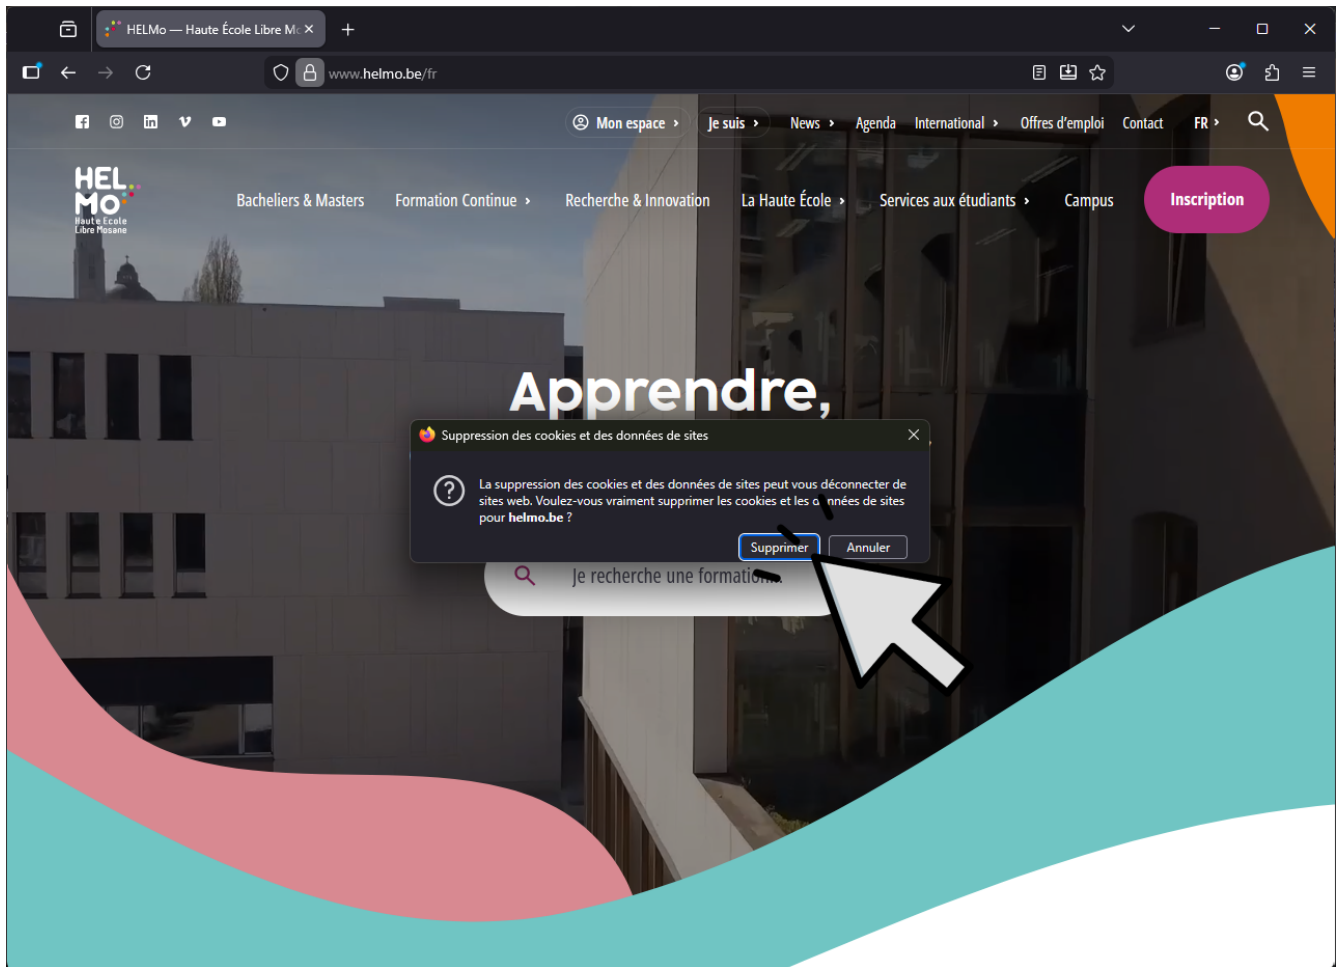 HELMo — Haute École Libre Mo
www.helmo.be/fr
Mon espace
Je suis
News
Agenda
International
Offres d'emploi
Contact
FR
HEL
MO
Haute Ecole
Libre Mosane
Bacheliers & Masters
Formation Continue
Recherche & Innovation
La Haute École
Services aux étudiants
Campus
Inscription
Apprendre,
Suppression des cookies et des données de sites
La suppression des cookies et des données de sites peut vous déconnecter de
sites web. Voulez-vous vraiment supprimer les cookies et les données de sites
pour helmo.be ?
Supprimer
Annuler
Je recherche une formation...